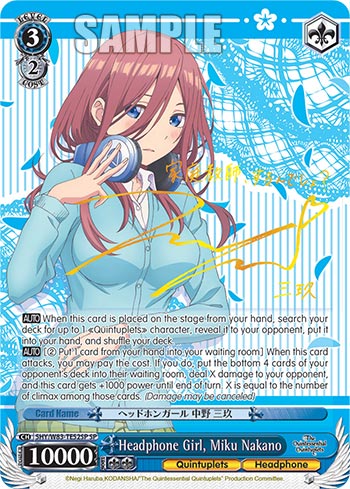 LEVEL
3
SAMPLE
2
COST
三玖
AUTO When this card is placed on the stage from your hand, search your
deck for up to 1 «Quintuplets» character, reveal it to your opponent, put it
into your hand, and shuffle your deck.
AUTO [② Put 1 card from your hand into your waiting room] When this card
attacks, you may pay the cost. If you do, put the bottom 4 cards of your
opponent's deck into their waiting room, deal X damage to your opponent,
and this card gets +1000 power until end of turn. X is equal to the number
of climax among those cards. (Damage may be canceled)
Card Name
ヘッドホンガール 中野 三玖
CH
5HY/W83-TE52SP SP
Headphone Girl, Miku Nakano
The Quintessential Quintuplets
10000
Quintuplets
Headphone
©Negi Haruba,KODANSHA/"The Quintessential Quintuplets" Production Committee.